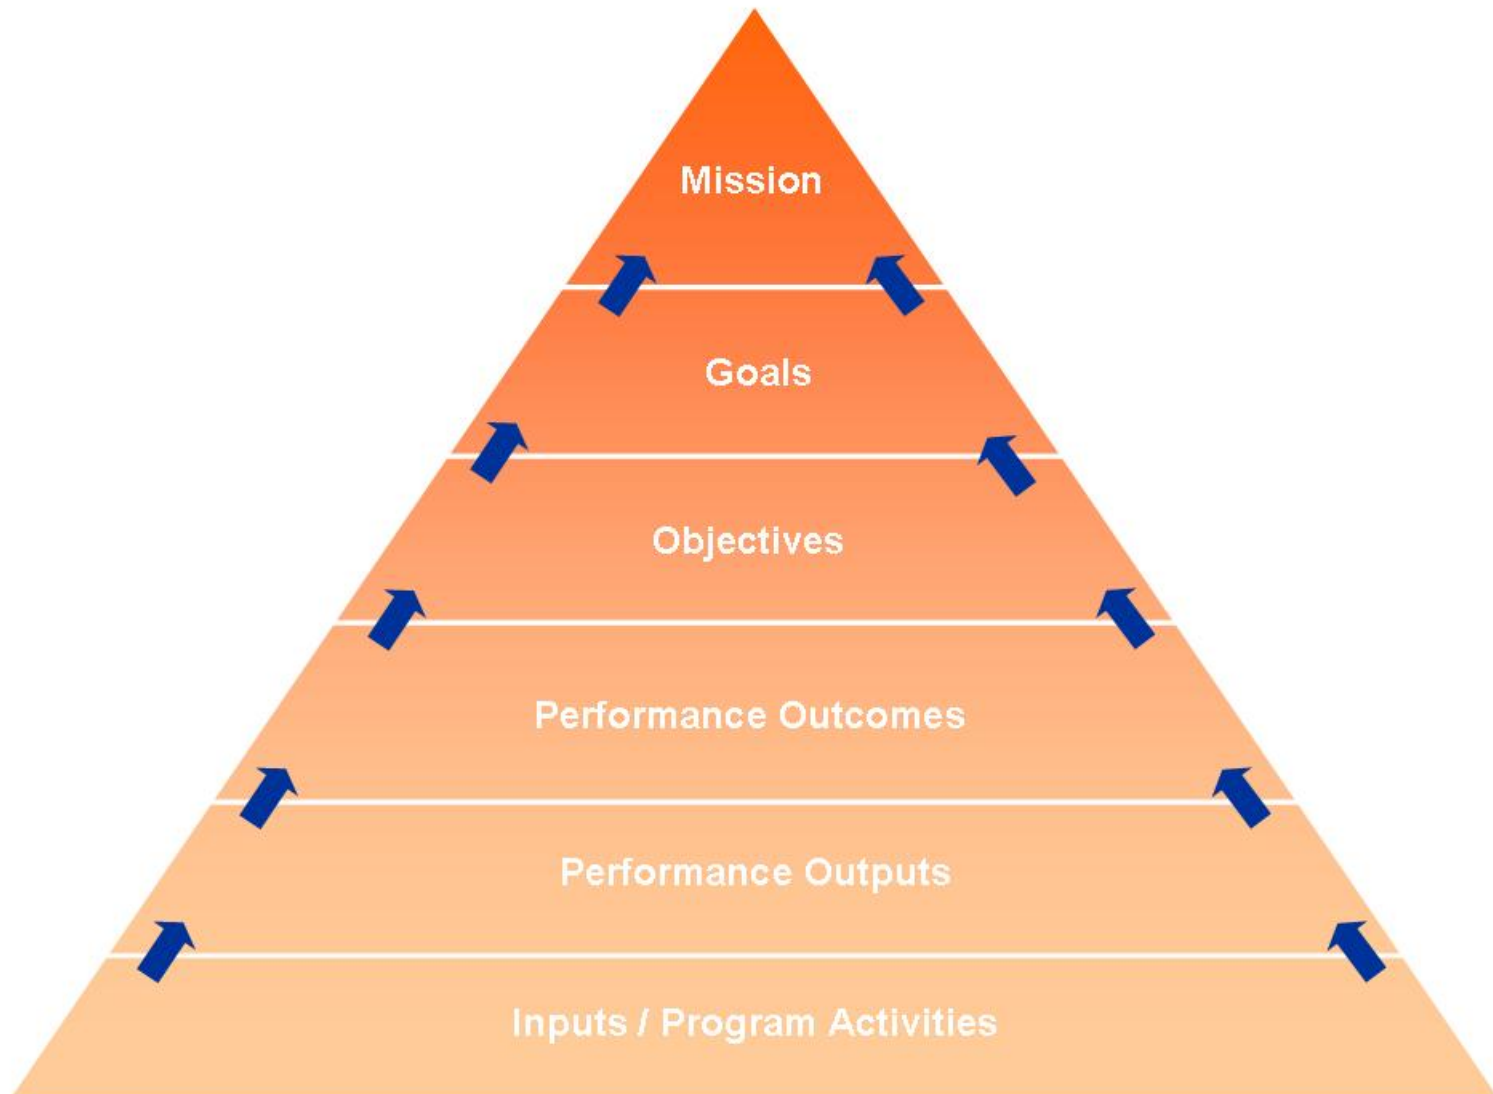 Mission
Goals
Objectives
Performance Outcomes
Performance Outputs
Inputs / Program Activities